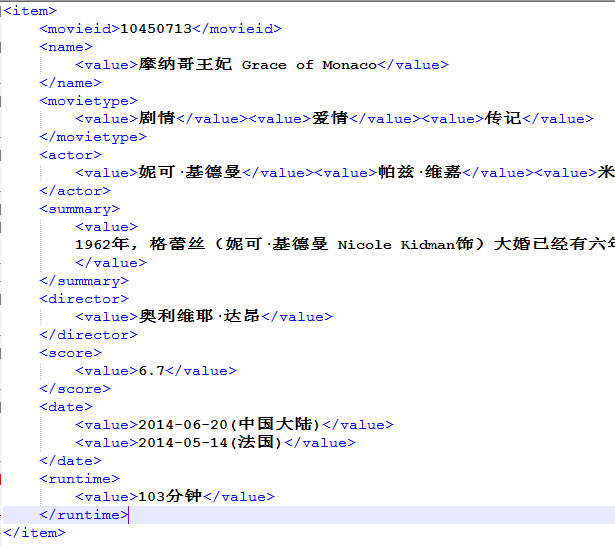 <item>
<movieid>10450713</movieid>
<name>
<value>摩纳哥王妃 Grace of Monaco</value>
</name>
<movietype>
<value>剧情</value><value>爱情</value><value>传记</value>
</movietype>
<actor>
<value>妮可·基德曼</value><value>帕兹·维嘉</value><value>米
</actor>
<summary>
<value>
1962年，格蕾丝（妮可·基德曼 Nicole Kidman饰）大婚已经有六年
</value>
</summary>
<director>
<value>奥利维耶·达昂</value>
</director>
<score>
<value>6.7</value>
</score>
<date>
<value>2014-06-20(中国大陆)</value>
<value>2014-05-14(法国)</value>
</date>
<runtime>
<value>103分钟</value>
</runtime>
</item>